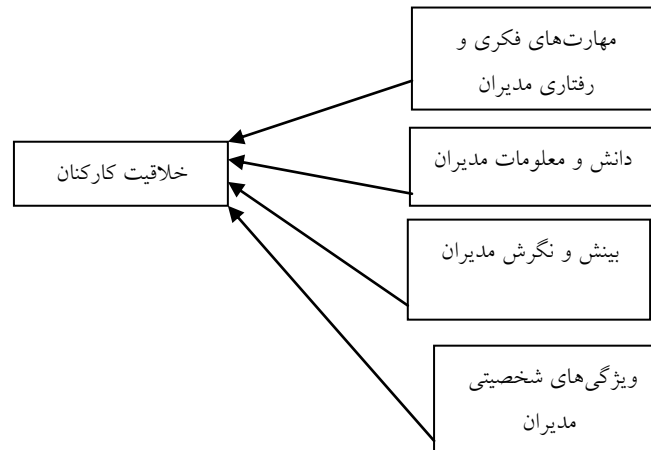 مهارت‌های فکری و
رفتاری مدیران
دانش و معلومات مدیران
خلاقیت کارکنان
بینش و نگرش مدیران
ویژگی‌های شخصیتی
مدیران